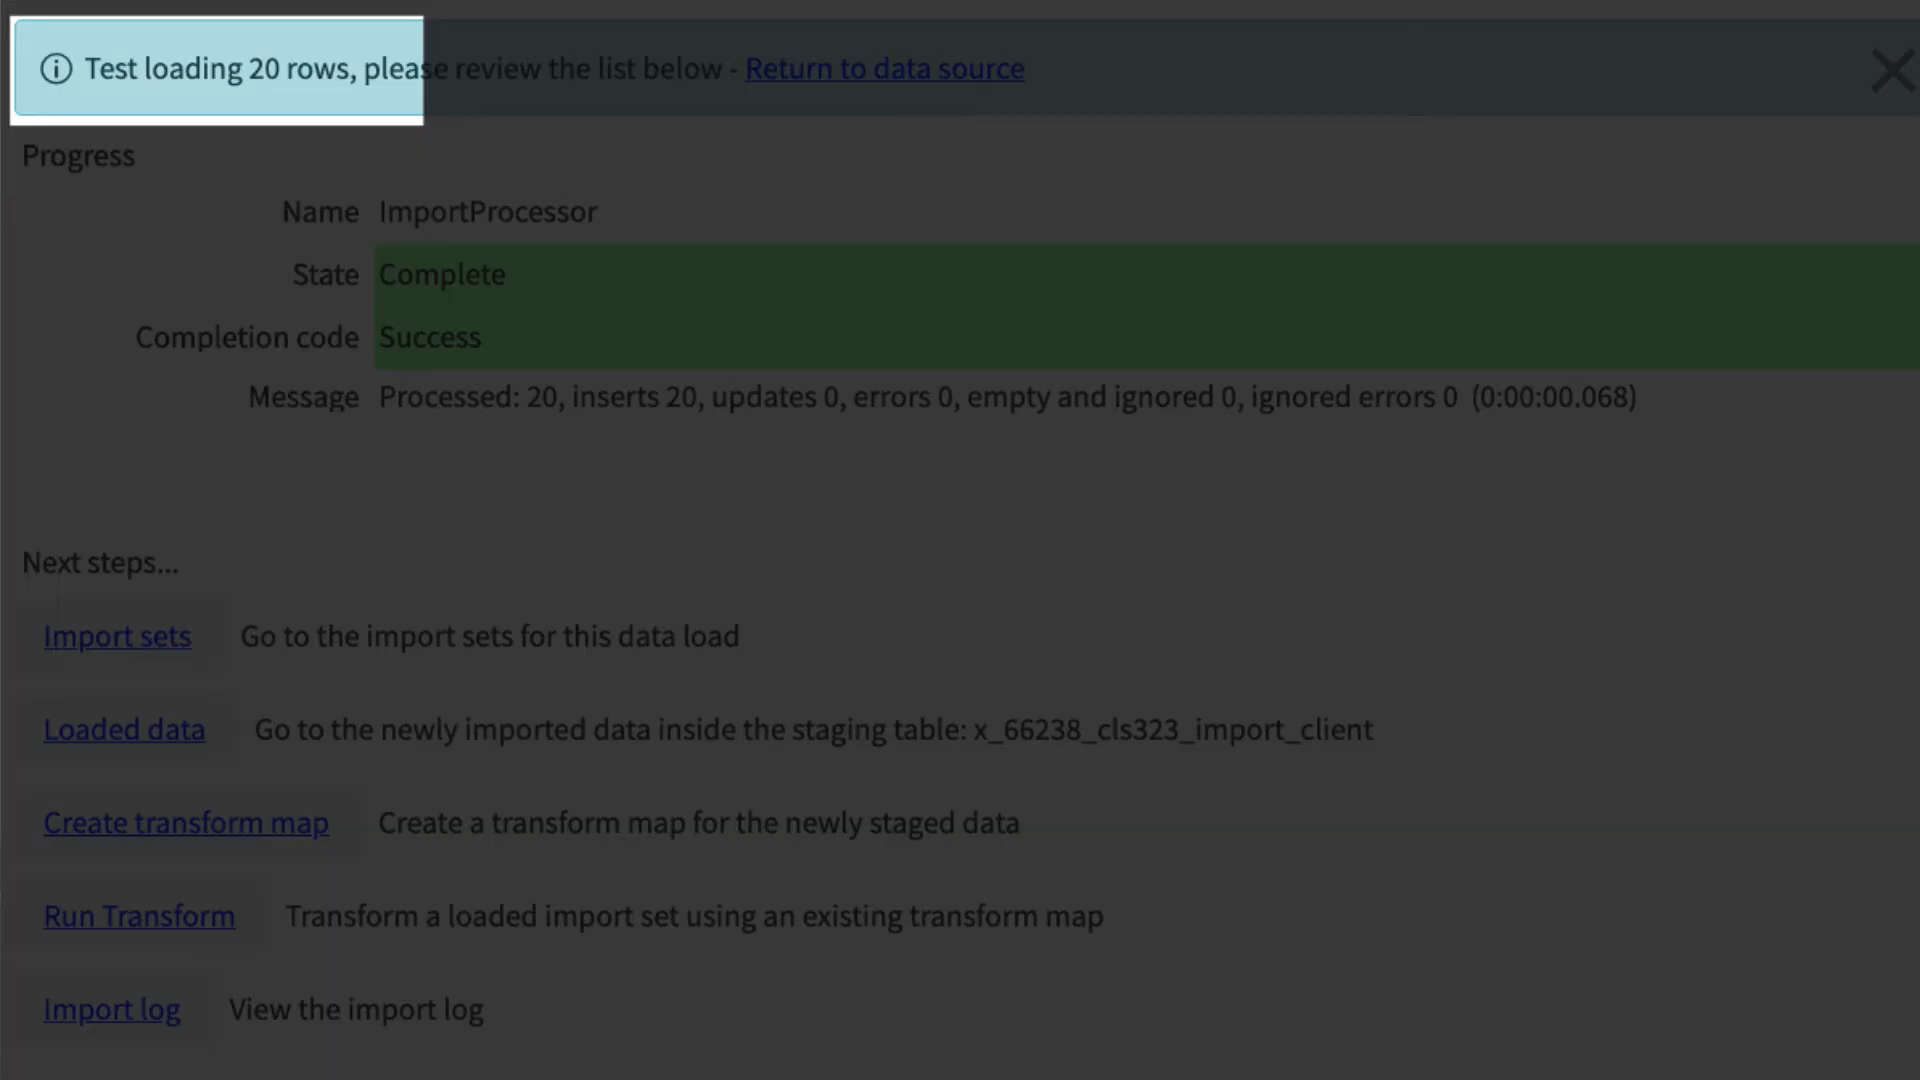 Test loading 20 rows, please review the list below - Return to data source
Progress
Name ImportProcessor
State Complete
Completion code Success
Message Processed: 20, inserts 20, updates 0, errors 0, empty and ignored 0, ignored errors 0 (0:00:00.068)
Next steps...
Import sets Go to the import sets for this data load
Loaded data Go to the newly imported data inside the staging table: x_66238_cls323_import_client
Create transform map Create a transform map for the newly staged data
Run Transform Transform a loaded import set using an existing transform map
Import log View the import log